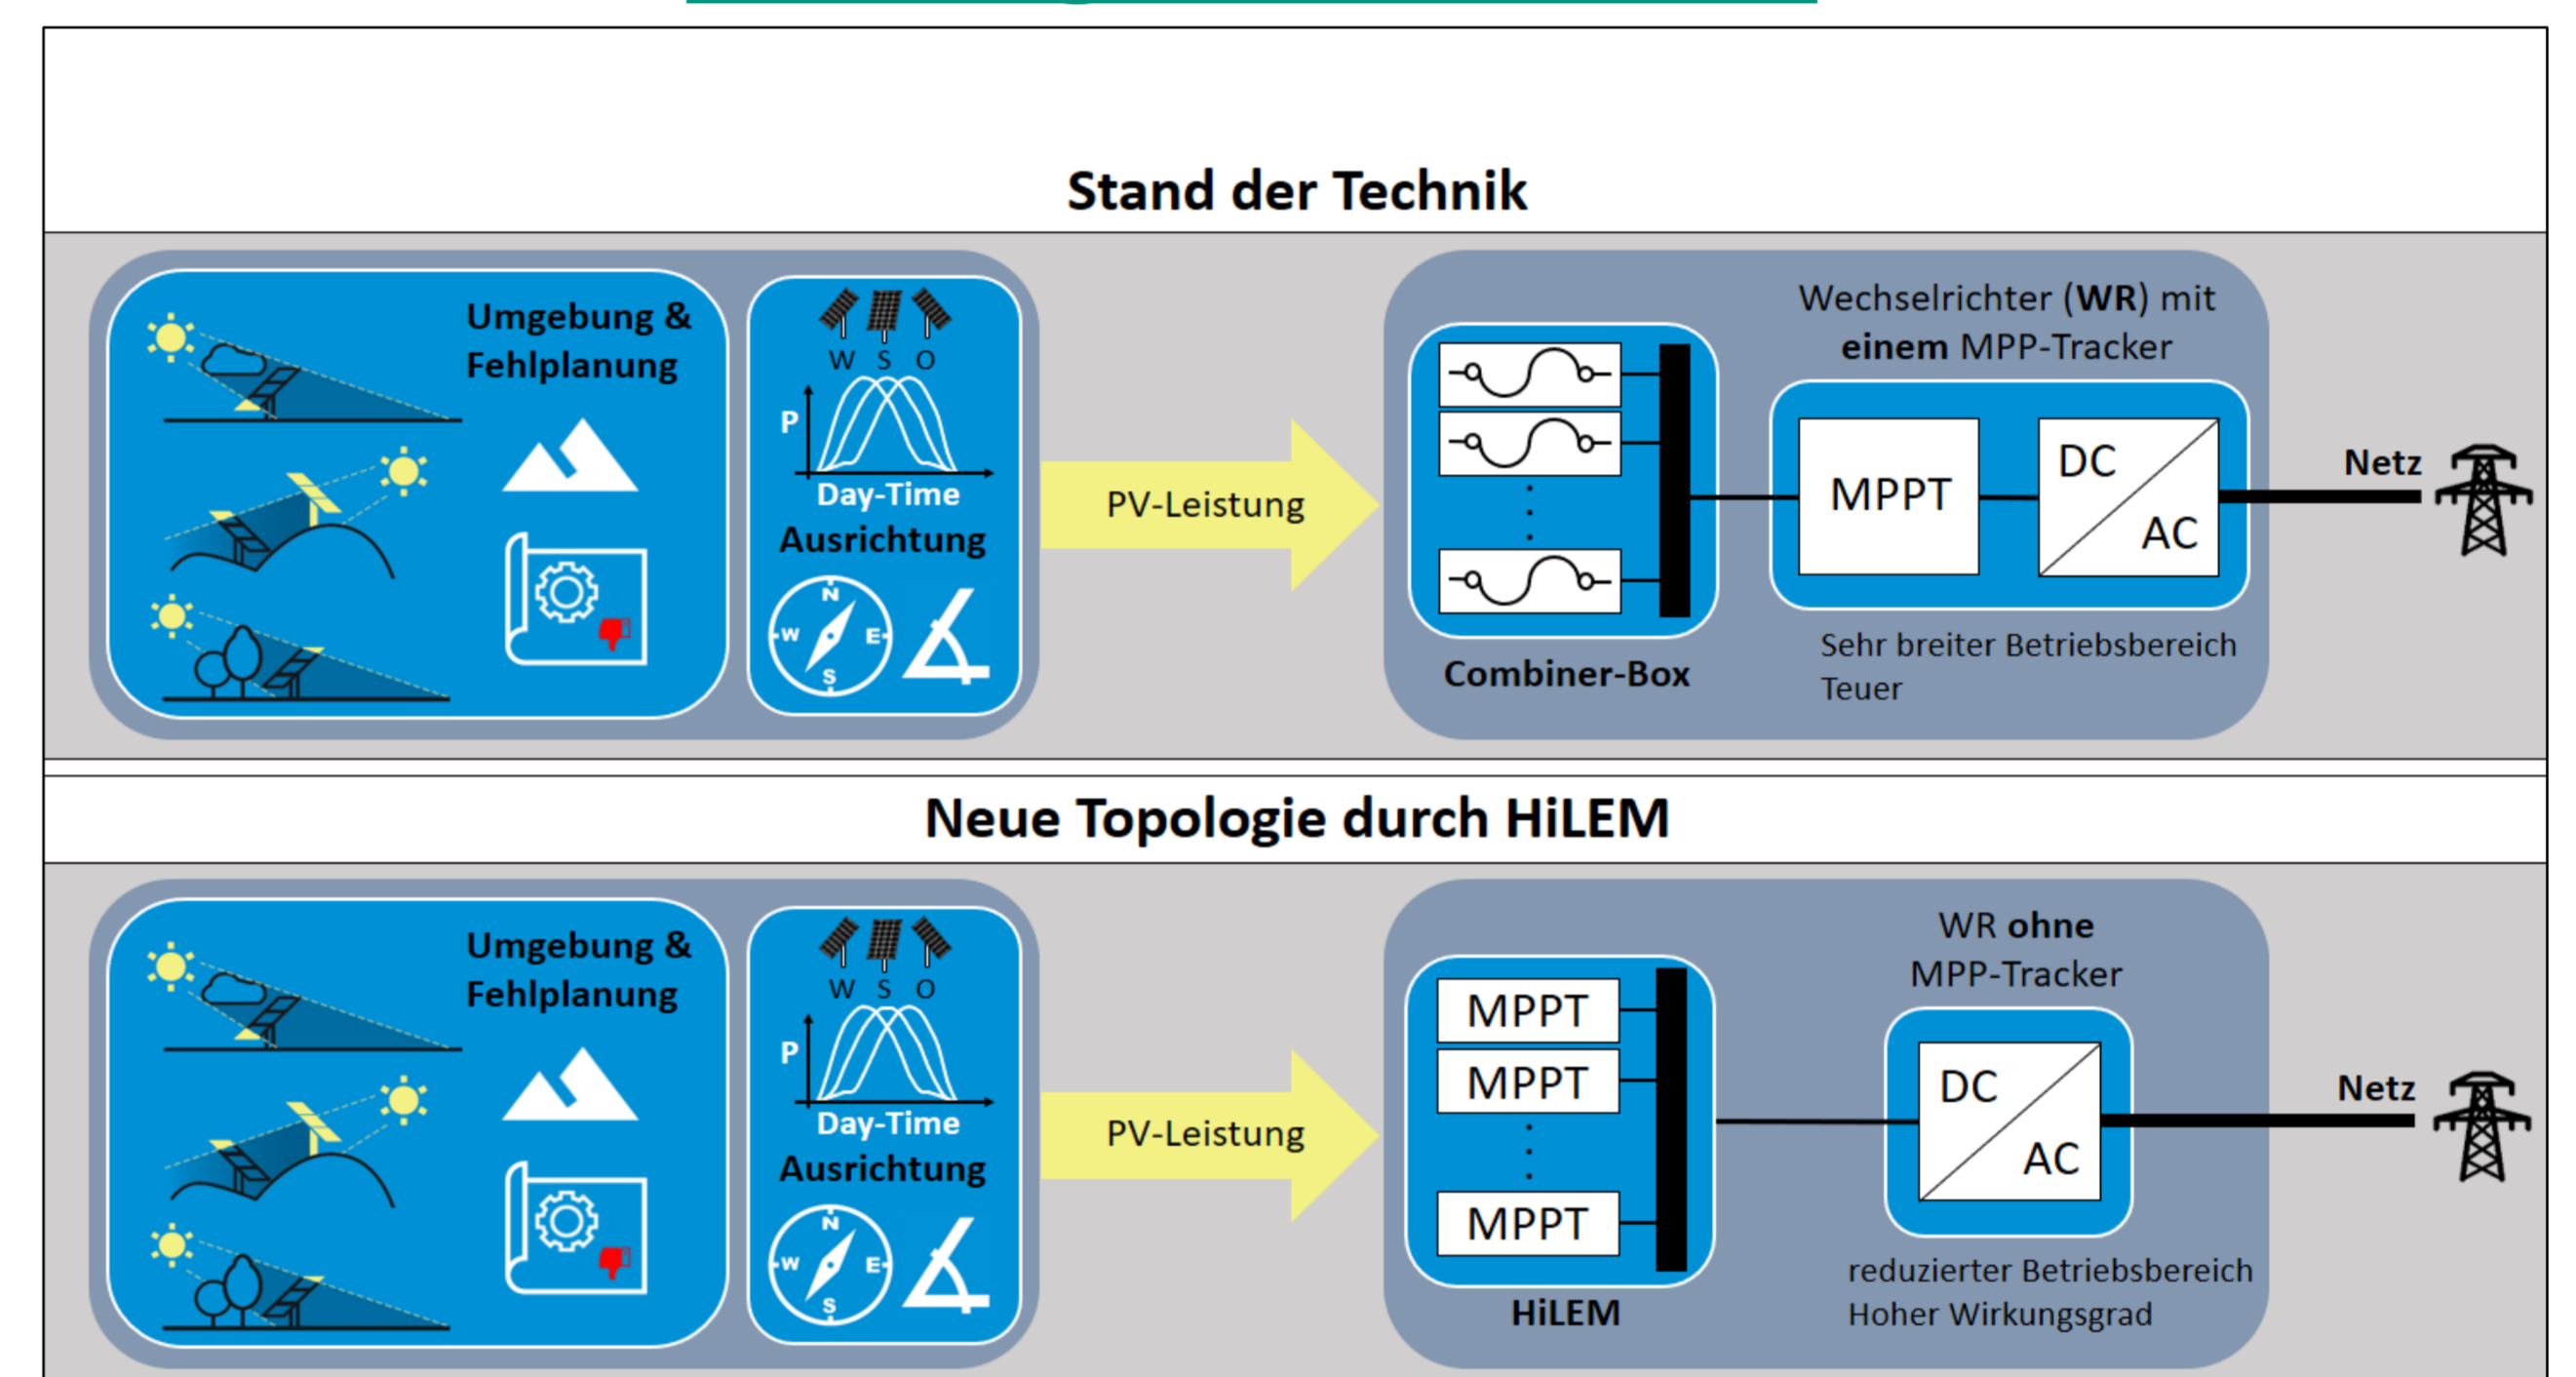 Stand der Technik
Umgebung &
Fehlplanung
W S O
P
Day-Time
Ausrichtung
N
W E
S
PV-Leistung
Combiner-Box
Wechselrichter (WR) mit
einem MPP-Tracker
MPPT
DC
AC
Sehr breiter Betriebsbereich
Teuer
Netz
Neue Topologie durch HiLEM
Umgebung &
Fehlplanung
W S O
P
Day-Time
Ausrichtung
N
W E
S
PV-Leistung
MPPT
MPPT
MPPT
HiLEM
WR ohne
MPP-Tracker
DC
AC
reduzierter Betriebsbereich
Hoher Wirkungsgrad
Netz